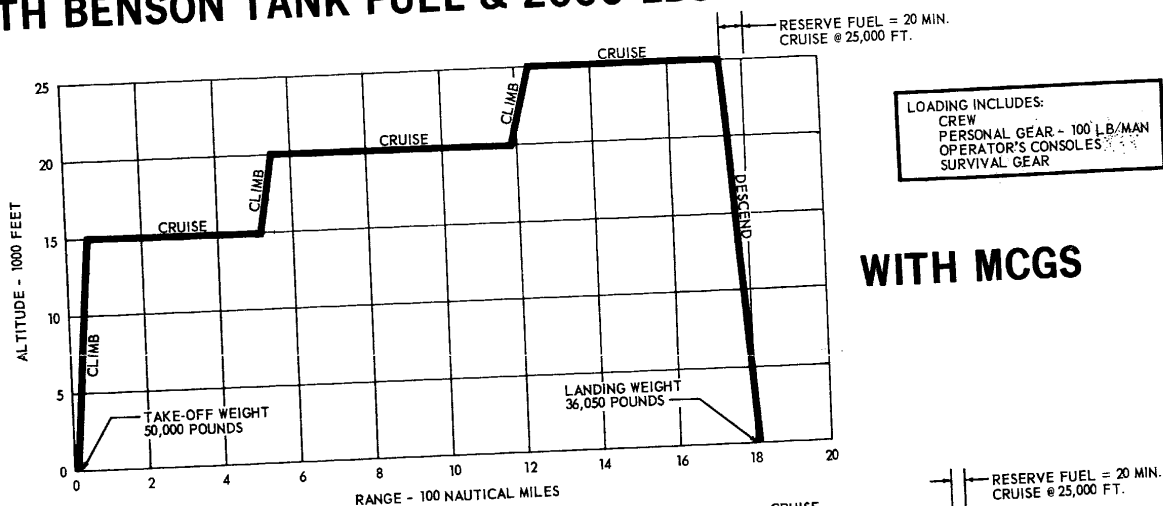 TH BENSON TANK FUEL & 2000 LBS
RESERVE FUEL = 20 MIN.
CRUISE @ 25,000 FT.
25
20
15
10
5
0
ALTITUDE - 1000 FEET
CLIMB
CRUISE
CLIMB
CRUISE
CLIMB
CRUISE
DESCEND
TAKE-OFF WEIGHT
50,000 POUNDS
LANDING WEIGHT
36,050 POUNDS
0 2 4 6 8 10 12 14 16 18 20
RANGE - 100 NAUTICAL MILES
LOADING INCLUDES:
CREW
PERSONAL GEAR - 100 LB/MAN
OPERATOR'S CONSOLES
SURVIVAL GEAR
WITH MCGS
RESERVE FUEL = 20 MIN.
CRUISE @ 25,000 FT.
CRUISE